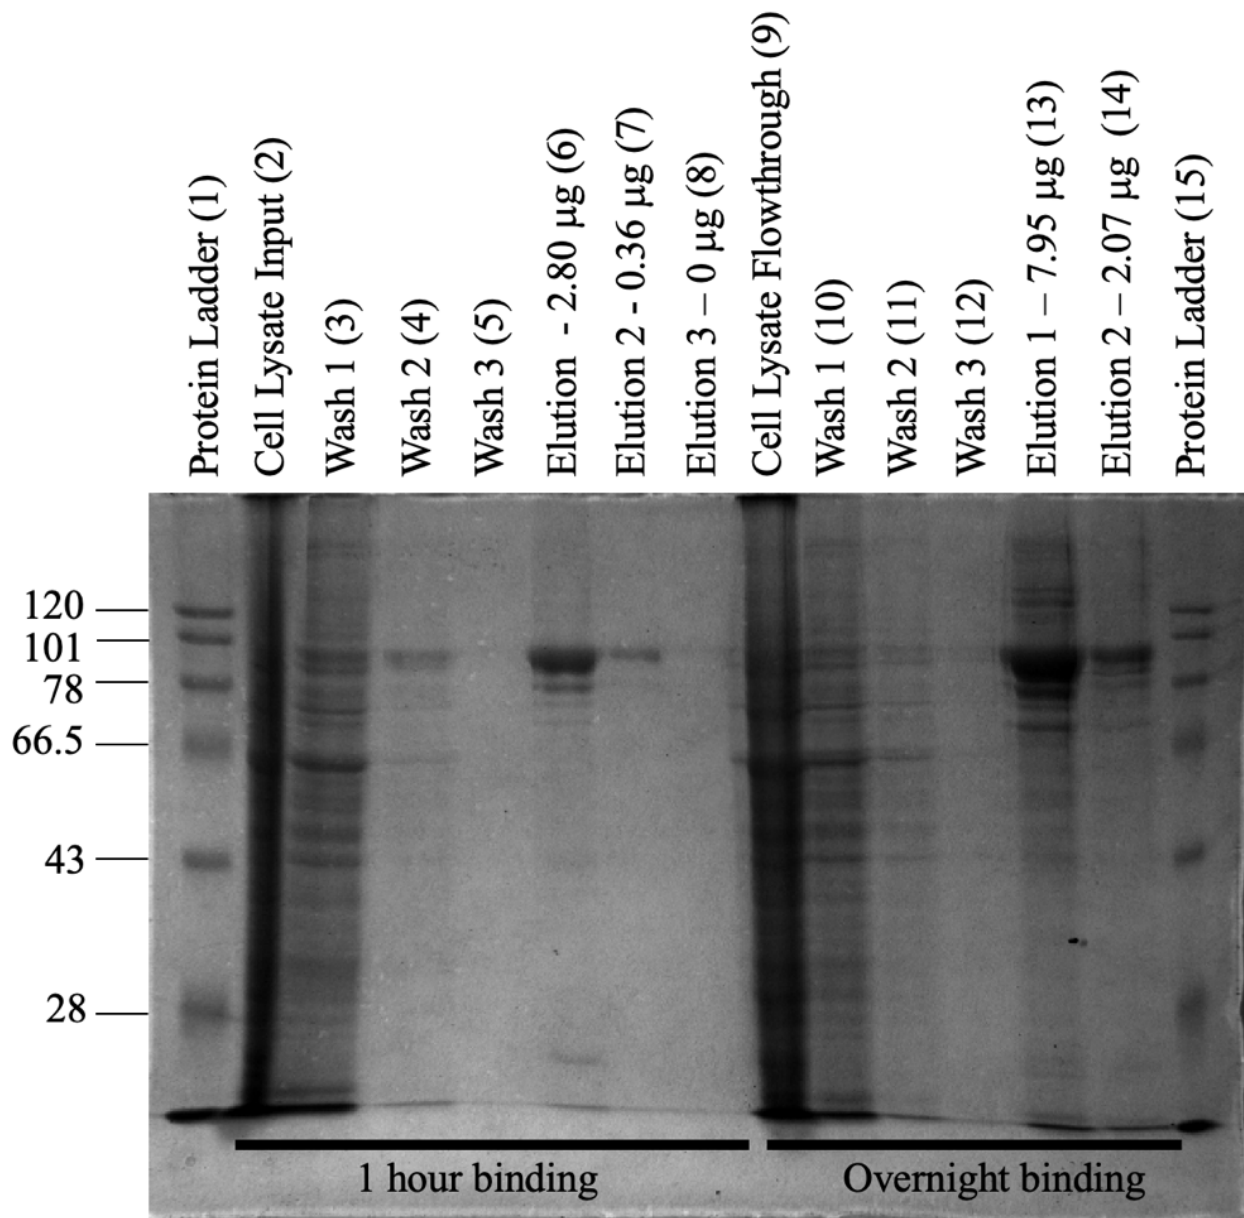 Protein Ladder (1)
Cell Lysate Input (2)
Wash 1 (3)
Wash 2 (4)
Wash 3 (5)
Elution  - 2.80 µg (6)
Elution 2 - 0.36 µg (7)
Elution 3 – 0 µg (8)
Cell Lysate Flowthrough (9)
Wash 1 (10)
Wash 2 (11)
Wash 3 (12)
Elution 1 – 7.95 µg (13)
Elution 2 – 2.07 µg  (14)
Protein Ladder (15)
120
101
78
66.5
43
28
1 hour binding
Overnight binding